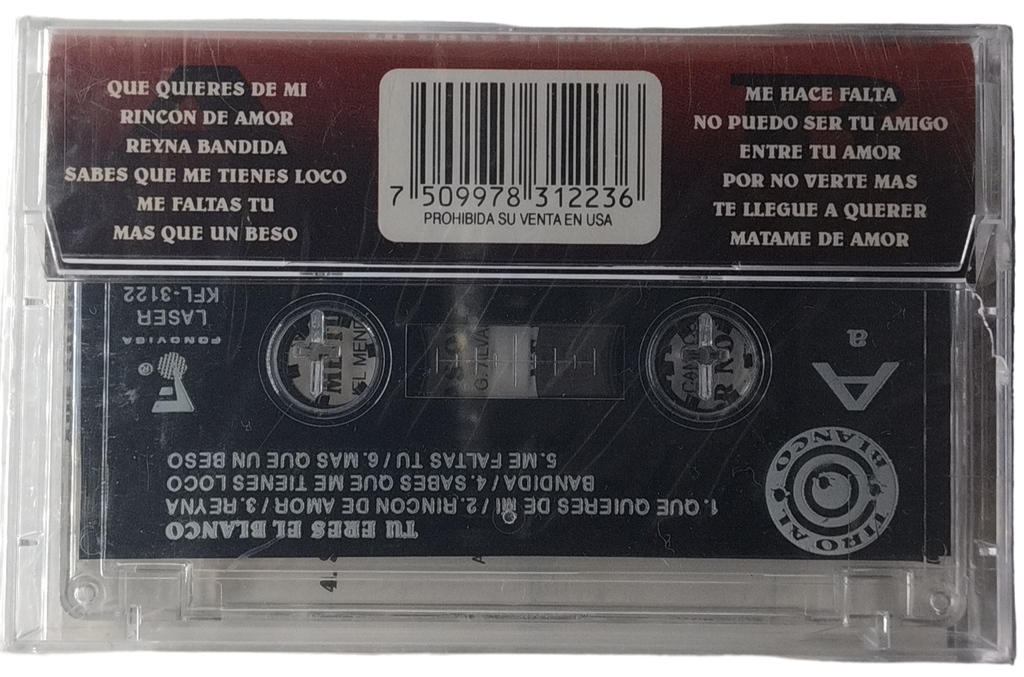 QUE QUIERES DE MI
RINCON DE AMOR
REYNA BANDIDA
SABES QUE ME TIENES LOCO
ME FALTAS TU
MAS QUE UN BESO
7 509978 312236
PROHIBIDA SU VENTA EN USA
ME HACE FALTA
NO PUEDO SER TU AMIGO
ENTRE TU AMOR
POR NO VERTE MAS
TE LLEGUE A QUERER
MATAME DE AMOR
TIRO AL BLANCO
TU ERES EL BLANCO
1. QUE QUIERES DE MI / 2. RINCON DE AMOR / 3. REYNA
BANDIDA / 4. SABES QUE ME TIENES LOCO
5. ME FALTAS TU / 6. MAS QUE UN BESO
A
a
F
®
FONOVISA
LASER
KFL-3122